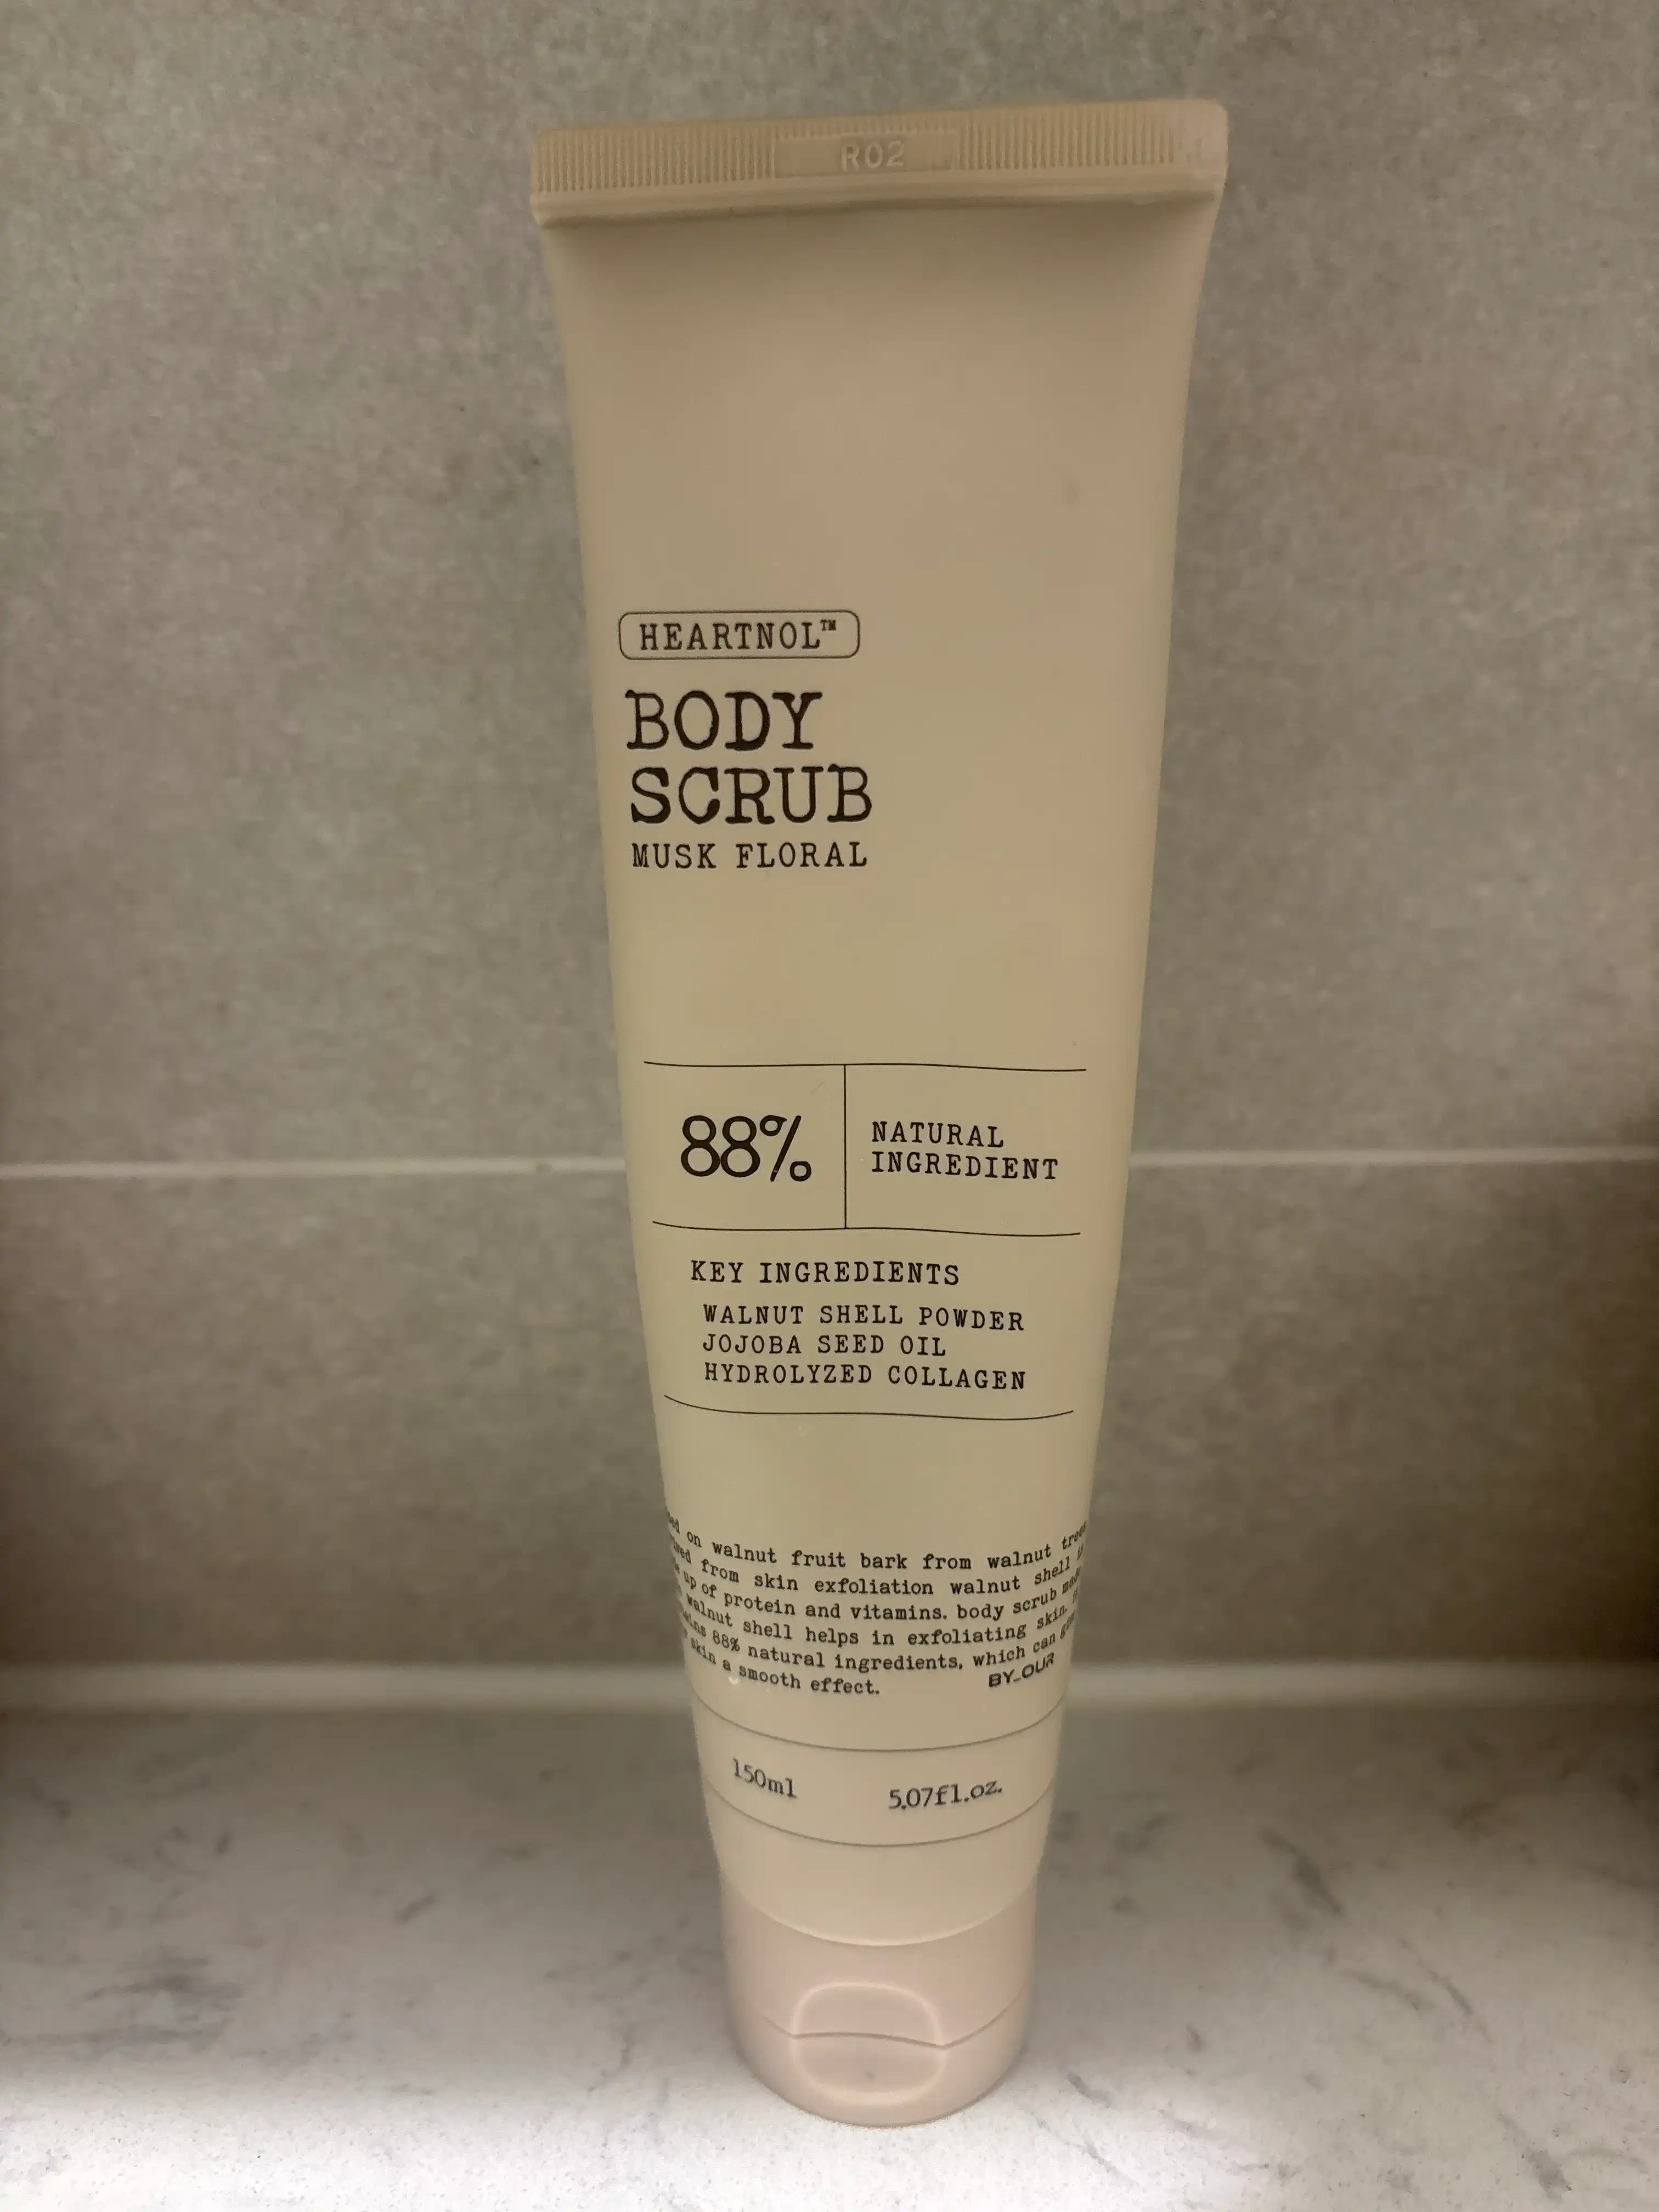 R02
HEARTNOL™
BODY
SCRUB
MUSK FLORAL
88%
NATURAL
INGREDIENT
KEY INGREDIENTS
WALNUT SHELL POWDER
JOJOBA SEED OIL
HYDROLYZED COLLAGEN
on walnut fruit bark from walnut trees
from skin exfoliation walnut shell
up of protein and vitamins. body scrub made
walnut shell helps in exfoliating skin.
88% natural ingredients, which can
skin a smooth effect.
BY_OUR
150ml
5.07fl.oz.